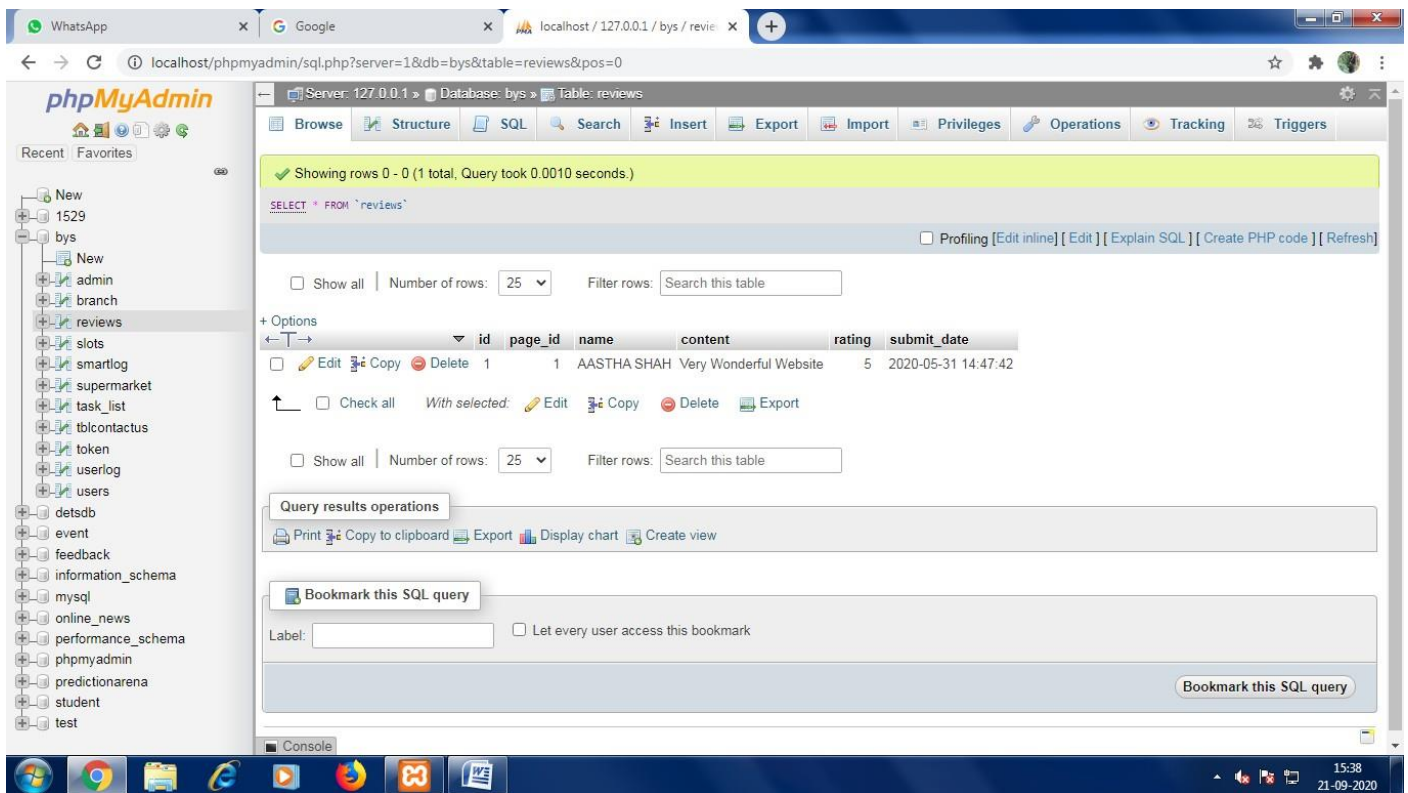 WhatsApp
Google
localhost / 127.0.0.1 / bys / revie
localhost/phpmyadmin/sql.php?server=1&db=bys&table=reviews&pos=0
phpMyAdmin
Recent Favorites
New
1529
bys
New
admin
branch
reviews
slots
smartlog
supermarket
task_list
tblcontactus
token
userlog
users
detsdb
event
feedback
information_schema
mysql
online_news
performance_schema
phpmyadmin
predictionarena
student
test
Server: 127.0.0.1 » Database: bys » Table: reviews
Browse Structure SQL Search Insert Export Import Privileges Operations Tracking Triggers
Showing rows 0 - 0 (1 total, Query took 0.0010 seconds.)
SELECT * FROM `reviews`
Profiling [Edit inline] [ Edit ] [ Explain SQL ] [ Create PHP code ] [ Refresh]
Show all | Number of rows: 25 Filter rows: Search this table
+ Options
←T→ id page_id name content rating submit_date
Edit Copy Delete 1 1 AASTHA SHAH Very Wonderful Website 5 2020-05-31 14:47:42
Check all With selected: Edit Copy Delete Export
Show all | Number of rows: 25 Filter rows: Search this table
Query results operations
Print Copy to clipboard Export Display chart Create view
Bookmark this SQL query
Label: Let every user access this bookmark
Bookmark this SQL query
Console
15:38
21-09-2020